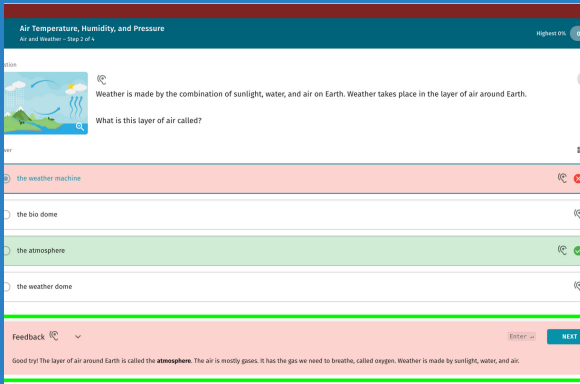 Air Temperature, Humidity, and Pressure
Air and Weather – Step 2 of 4
Highest 0%
Weather is made by the combination of sunlight, water, and air on Earth. Weather takes place in the layer of air around Earth.
What is this layer of air called?
the weather machine
the bio dome
the atmosphere
the weather dome
Feedback
Enter
NEXT
Good try! The layer of air around Earth is called the atmosphere. The air is mostly gases. It has the gas we need to breathe, called oxygen. Weather is made by sunlight, water, and air.